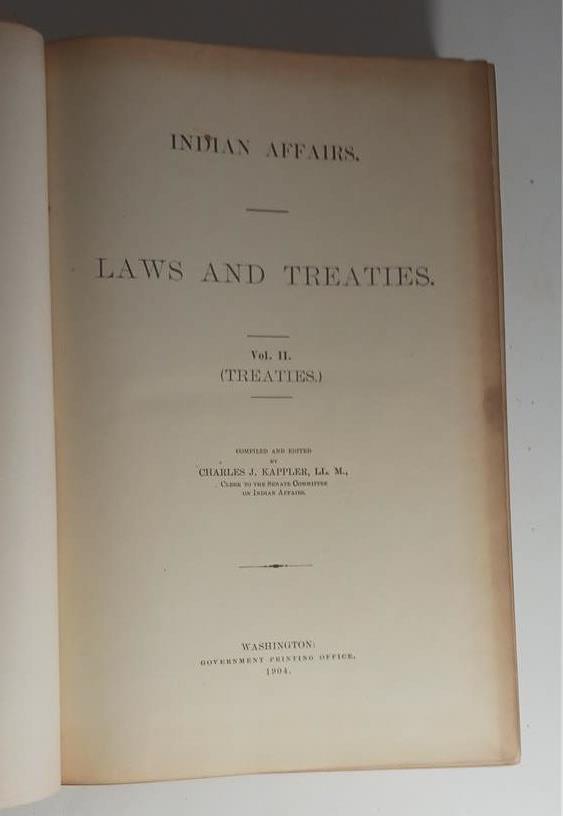 INDIAN AFFAIRS.
LAWS AND TREATIES.
Vol. II.
(TREATIES.)
COMPILED AND EDITED
BY
CHARLES J. KAPPLER, LL. M.,
CLERK TO THE SENATE COMMITTEE
ON INDIAN AFFAIRS.
WASHINGTON:
GOVERNMENT PRINTING OFFICE.
1904.